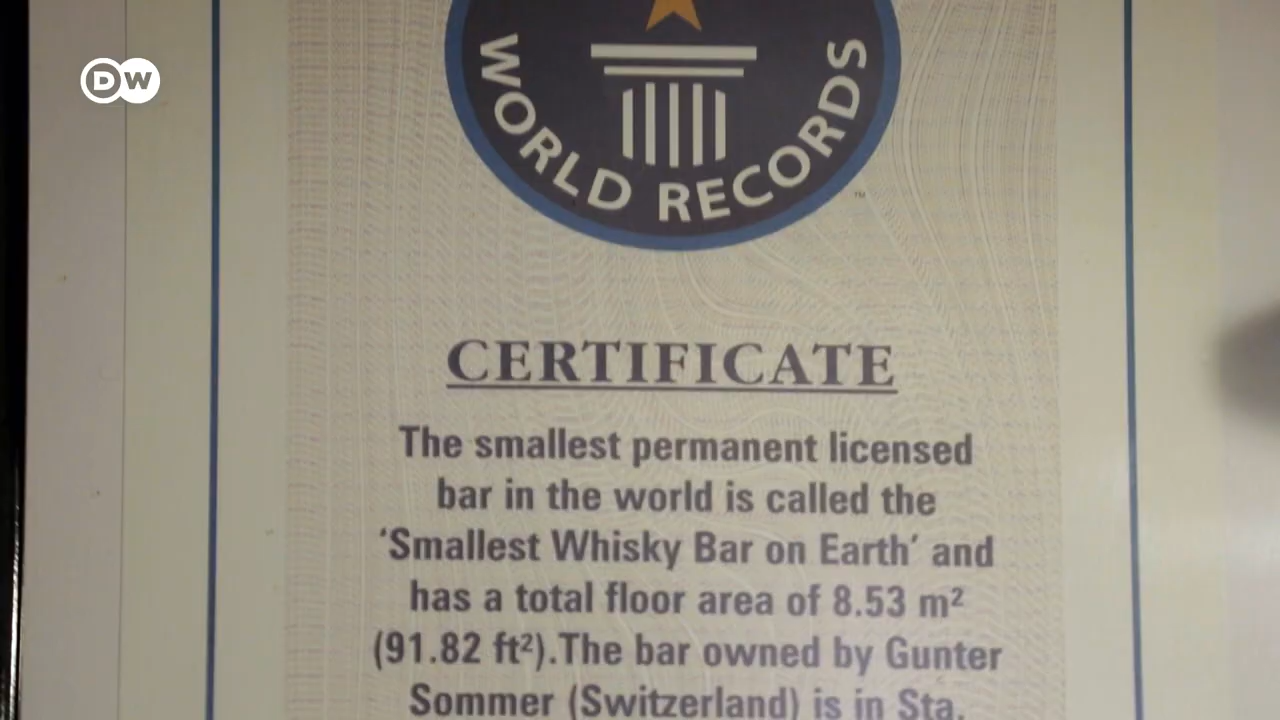 DW
WORLD RECORDS
™
CERTIFICATE
The smallest permanent licensed
bar in the world is called the
‘Smallest Whisky Bar on Earth’ and
has a total floor area of 8.53 m²
(91.82 ft²).The bar owned by Gunter
Sommer (Switzerland) is in Sta.